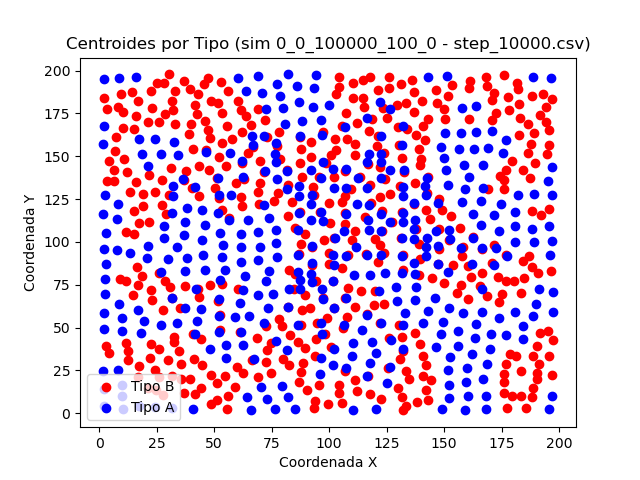 Centroides por Tipo (sim 0_0_100000_100_0 - step_10000.csv)
Coordenada Y
200
175
150
125
100
75
50
25
0
Tipo B
Tipo A
0 25 50 75 100 125 150 175 200
Coordenada X